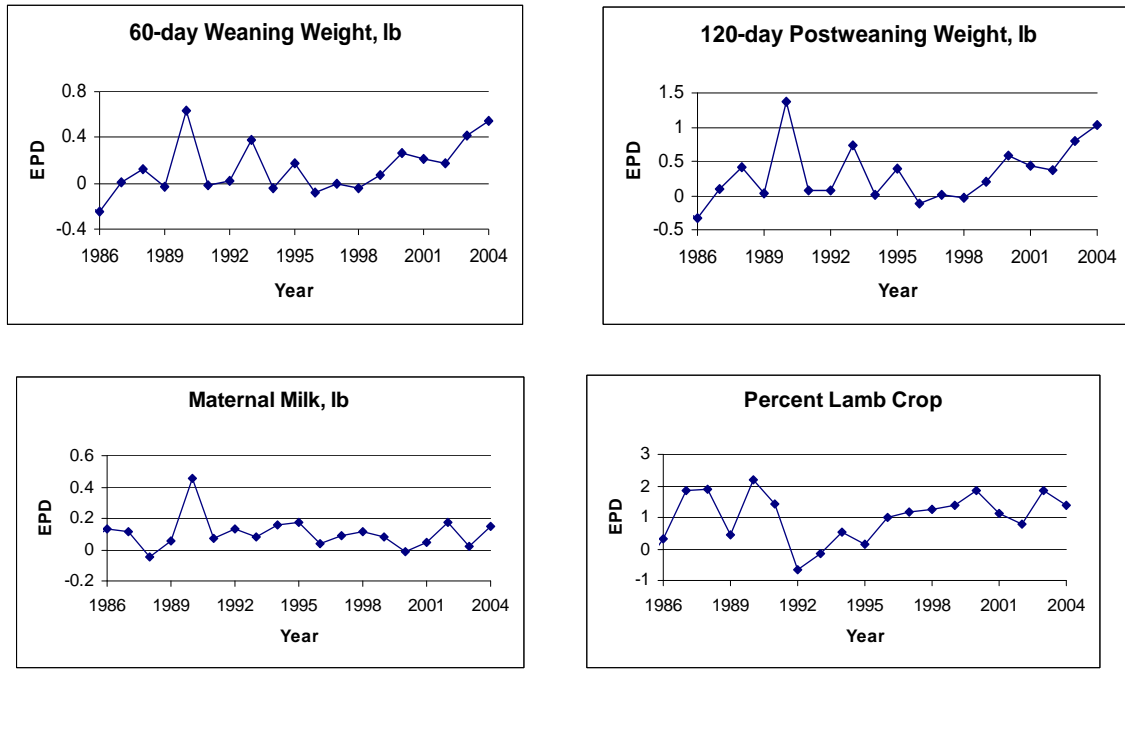 60-day Weaning Weight, lb
0.8
0.4
0
-0.4
EPD
1986 1989 1992 1995 1998 2001 2004
Year
120-day Postweaning Weight, lb
1.5
1
0.5
0
-0.5
EPD
1986 1989 1992 1995 1998 2001 2004
Year
Maternal Milk, lb
0.6
0.4
0.2
0
-0.2
EPD
1986 1989 1992 1995 1998 2001 2004
Year
Percent Lamb Crop
3
2
1
0
-1
EPD
1986 1989 1992 1995 1998 2001 2004
Year